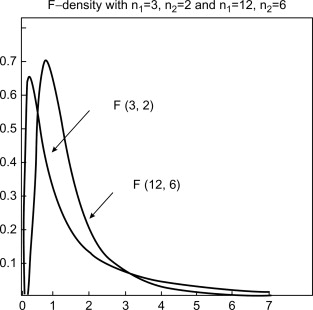 F–density with n₁=3, n₂=2 and n₁=12, n₂=6
0.7
0.6
F (3, 2)
0.5
0.4
F (12, 6)
0.3
0.2
0.1
0 1 2 3 4 5 6 7